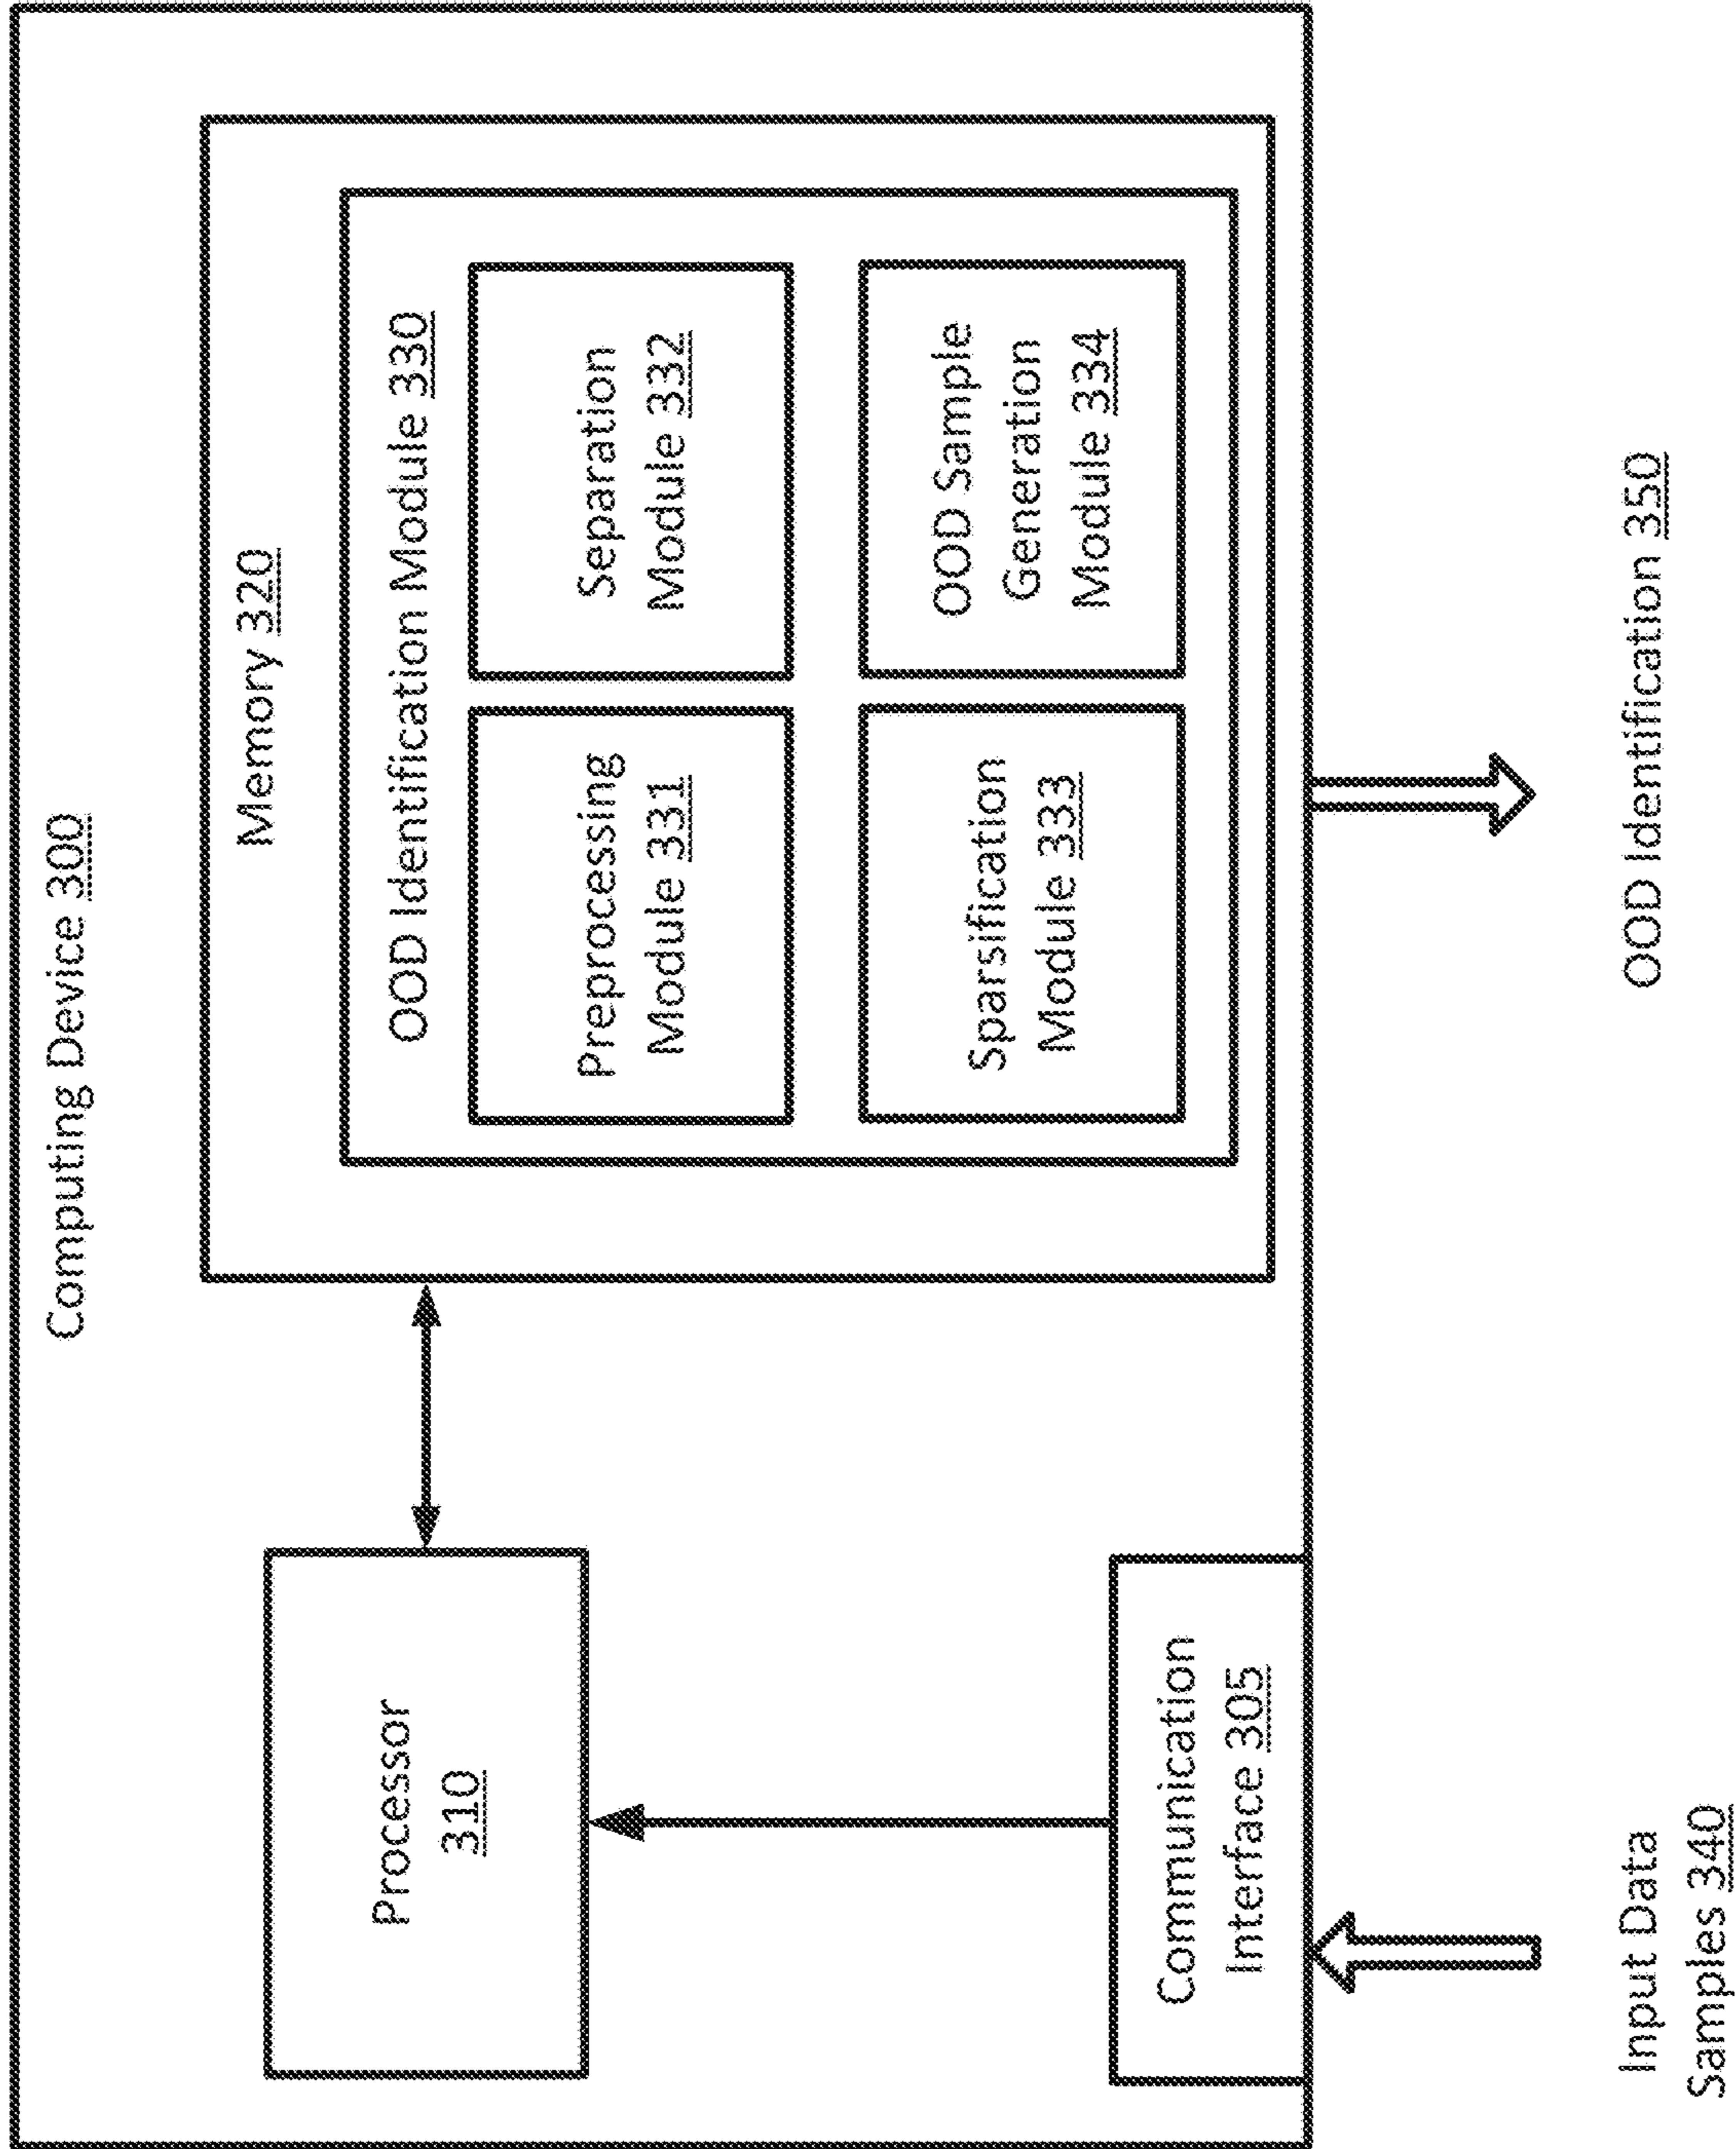 Computing Device 300
Memory 320
OOD Identification Module 330
Processor
310
Preprocessing
Module 331
Separation
Module 332
Sparsification
Module 333
OOD Sample
Generation
Module 334
Communication
Interface 305
Input Data
Samples 340
OOD Identification 350